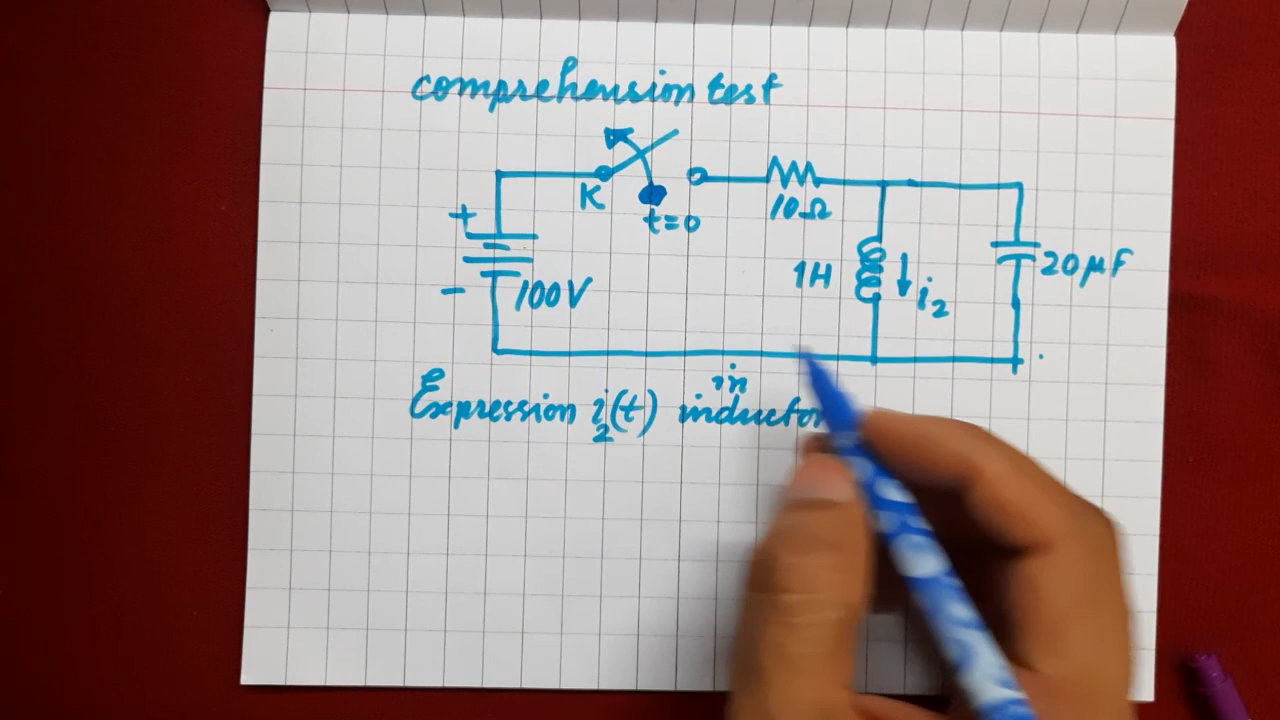 comprehension test
K
t=0
10Ω
+
-
100V
1H
i₂
20μF
Expression i₂(t) in inductor